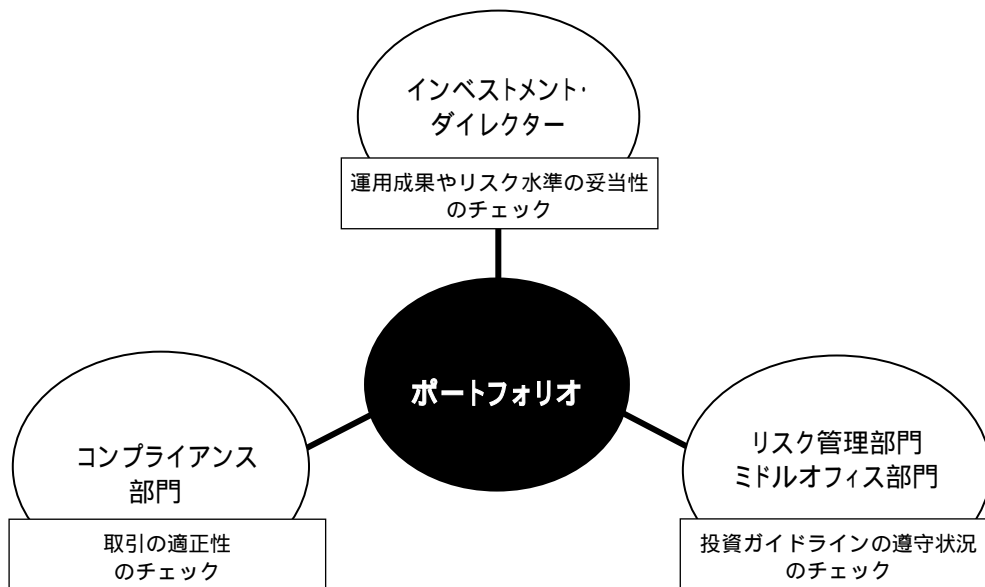 インベストメント・
ダイレクター
運用成果やリスク水準の妥当性
のチェック
ポートフォリオ
コンプライアンス
部門
取引の適正性
のチェック
リスク管理部門
ミドルオフィス部門
投資ガイドラインの遵守状況
のチェック